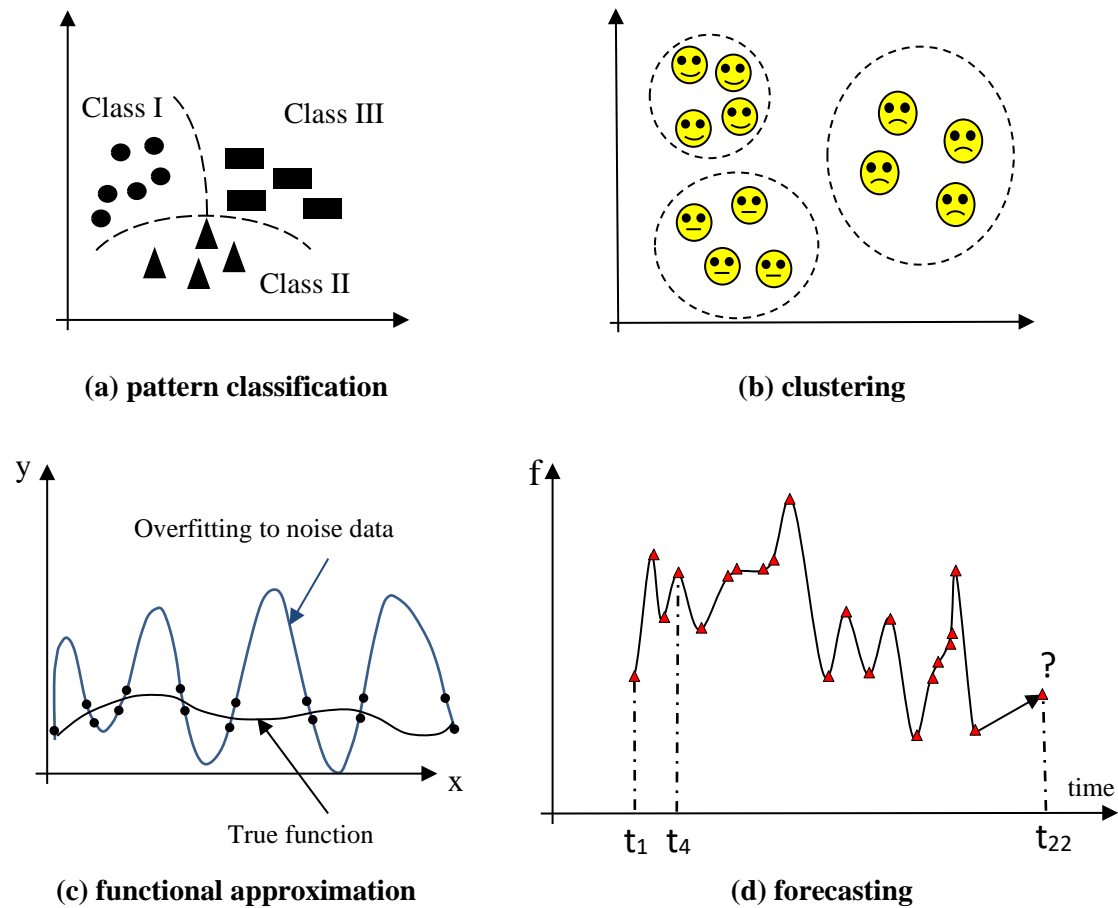 Class I
Class III
Class II
(a) pattern classification
(b) clustering
y
Overfitting to noise data
x
True function
(c) functional approximation
f
?
time
t₁ t₄ t₂₂
(d) forecasting